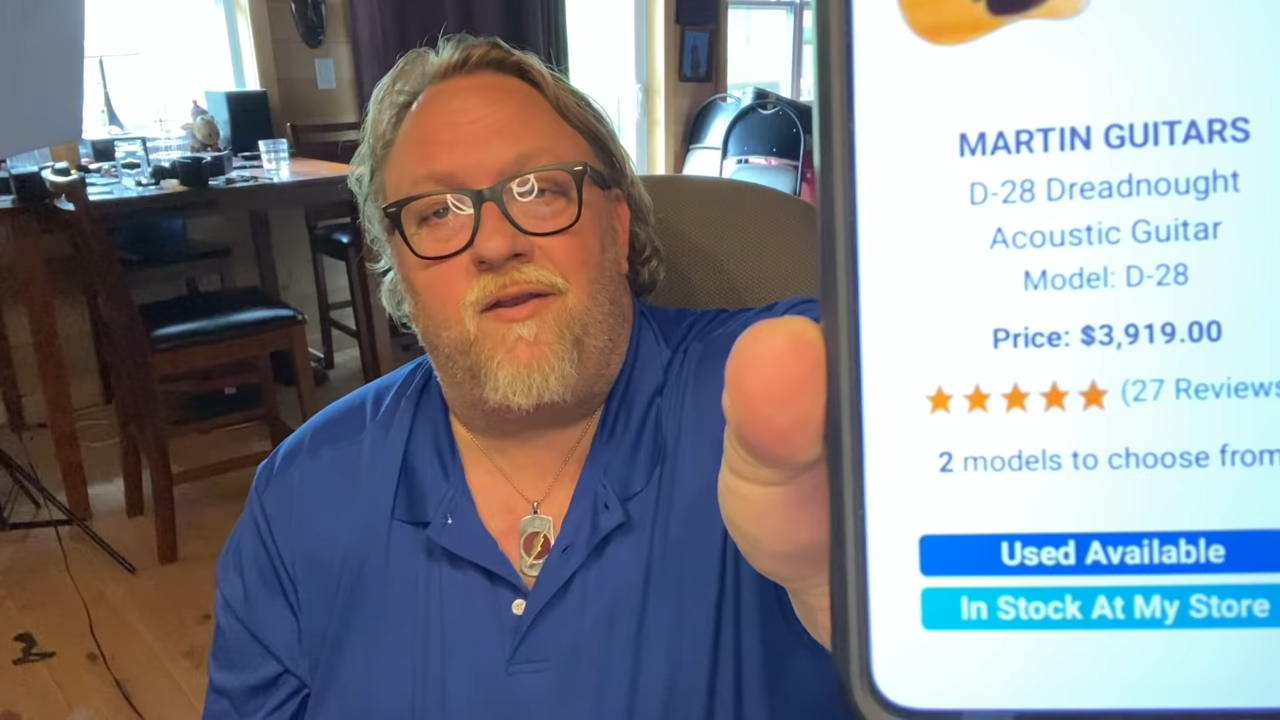 MARTIN GUITARS
D-28 Dreadnought
Acoustic Guitar
Model: D-28
Price: $3,919.00
(27 Reviews
2 models to choose from
Used Available
In Stock At My Store